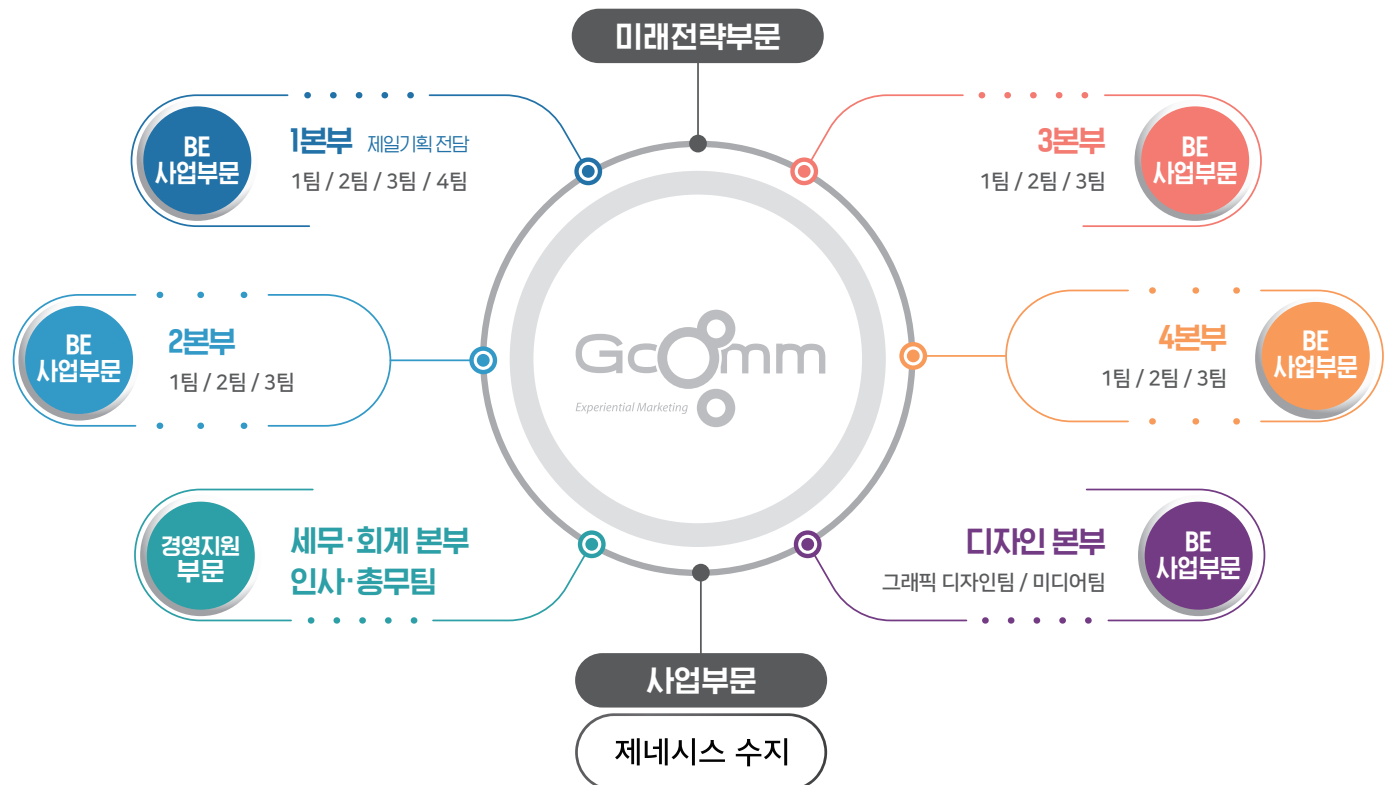 미래전략부문
BE
사업부문
1본부 제일기획 전담
1팀 / 2팀 / 3팀 / 4팀
3본부
1팀 / 2팀 / 3팀
BE
사업부문
BE
사업부문
2본부
1팀 / 2팀 / 3팀
Gcomm
Experiential Marketing
4본부
1팀 / 2팀 / 3팀
BE
사업부문
경영지원
부문
세무·회계 본부
인사·총무팀
디자인 본부
그래픽 디자인팀 / 미디어팀
BE
사업부문
사업부문
제네시스 수지